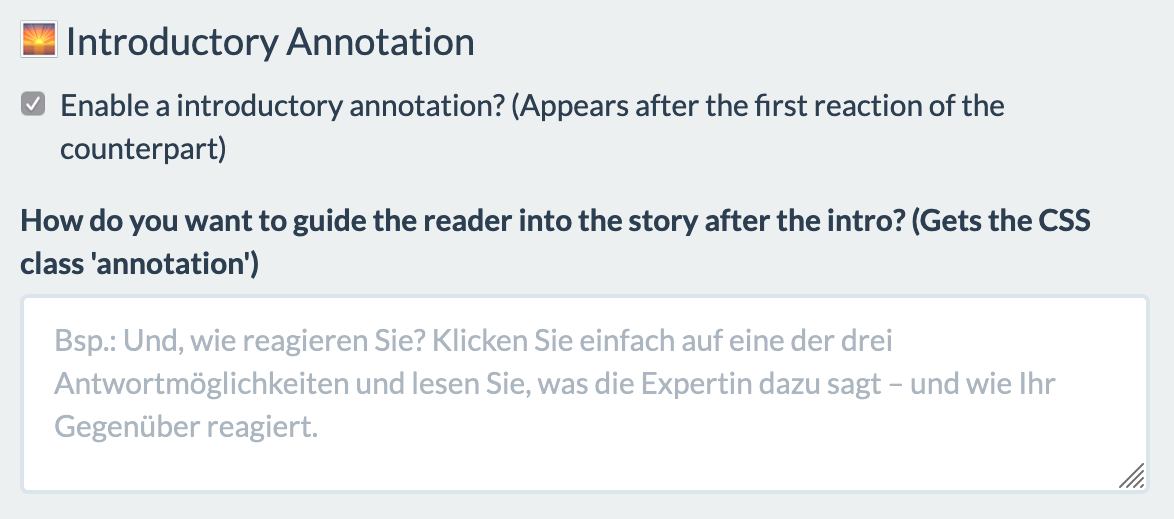 Introductory Annotation
Enable a introductory annotation? (Appears after the first reaction of the
counterpart)
How do you want to guide the reader into the story after the intro? (Gets the CSS
class 'annotation')
Bsp.: Und, wie reagieren Sie? Klicken Sie einfach auf eine der drei
Antwortmöglichkeiten und lesen Sie, was die Expertin dazu sagt – und wie Ihr
Gegenüber reagiert.